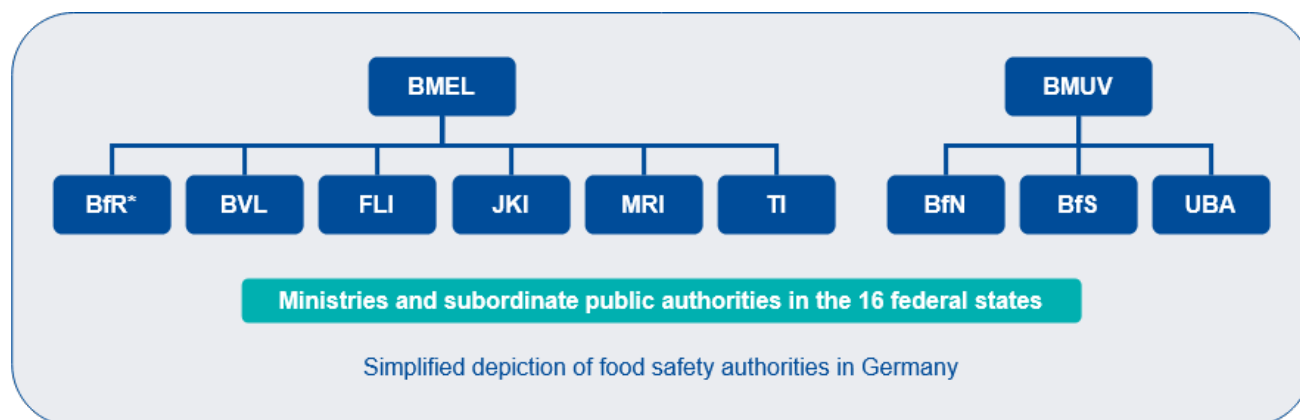 BMEL BMUV
BfR* BVL FLI JKI MRI TI BfN BfS UBA
Ministries and subordinate public authorities in the 16 federal states
Simplified depiction of food safety authorities in Germany